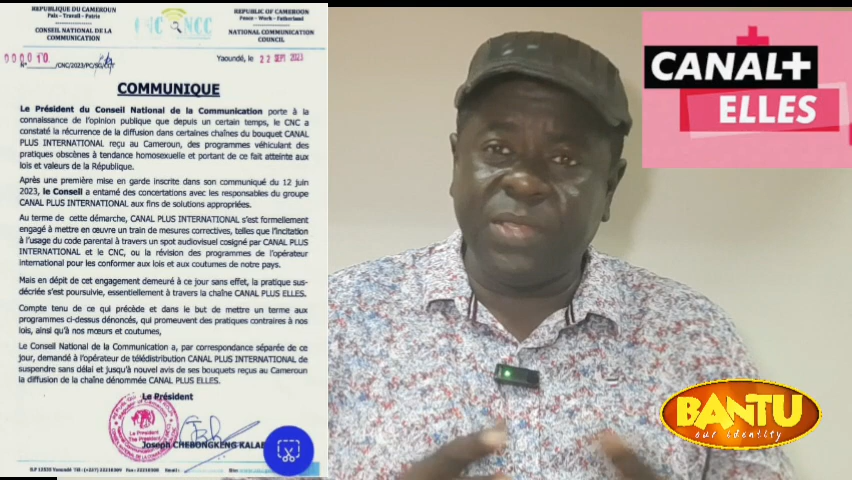 REPUBLIQUE DU CAMEROUN
Paix - Travail - Patrie
CONSEIL NATIONAL DE LA
COMMUNICATION
CNC NCC
REPUBLIC OF CAMEROON
Peace - Work - Fatherland
NATIONAL COMMUNICATION
COUNCIL
N° /CNC/2023/PC/SG/
Yaoundé, le 22 SEPT 2023
COMMUNIQUE
Le Président du Conseil National de la Communication porte à la
connaissance de l'opinion publique que depuis un certain temps, le CNC a
constaté la récurrence de la diffusion dans certaines chaînes du bouquet CANAL
PLUS INTERNATIONAL reçu au Cameroun, des programmes véhiculant des
pratiques obscènes à tendance homosexuelle et portant de ce fait atteinte aux
lois et valeurs de la République.
Après une première mise en garde inscrite dans son communiqué du 12 juin
2023, le Conseil a entamé des concertations avec les responsables du groupe
CANAL PLUS INTERNATIONAL aux fins de solutions appropriées.
Au terme de cette démarche, CANAL PLUS INTERNATIONAL s'est formellement
engagé à mettre en œuvre un train de mesures correctives, telles que l'incitation
à l'usage du code parental à travers un spot audiovisuel cosigné par CANAL PLUS
INTERNATIONAL et le CNC, ou la révision des programmes de l'opérateur
international pour les conformer aux lois et aux coutumes de notre pays.
Mais en dépit de cet engagement demeuré à ce jour sans effet, la pratique sus-
décriée s'est poursuivie, essentiellement à travers la chaîne CANAL PLUS ELLES.
Compte tenu de ce qui précède et dans le but de mettre un terme aux
programmes ci-dessus dénoncés, qui promeuvent des pratiques contraires à nos
lois, ainsi qu'à nos mœurs et coutumes,
Le Conseil National de la Communication a, par correspondance séparée de ce
jour, demandé à l'opérateur de télédistribution CANAL PLUS INTERNATIONAL de
suspendre sans délai et jusqu'à nouvel avis de ses bouquets reçus au Cameroun
la diffusion de la chaîne dénommée CANAL PLUS ELLES.
Le Président
Le Président
The President
Joseph CHEBONGKENG KALAB
CANAL+
ELLES
BANTU
our identity